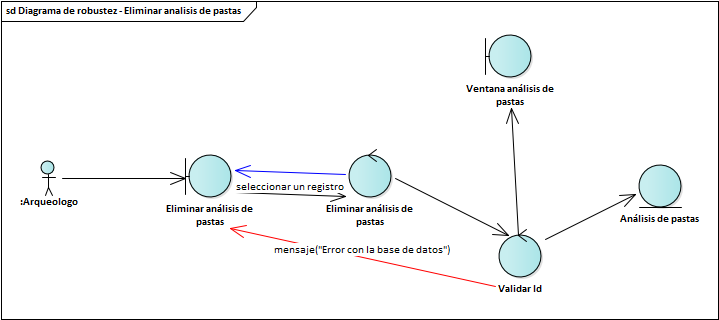 sd Diagrama de robustez - Eliminar analisis de pastas
Ventana análisis de
pastas
seleccionar un registro
:Arqueologo
Eliminar análisis de
pastas
Eliminar análisis de
pastas
Análisis de pastas
mensaje("Error con la base de datos")
Validar Id